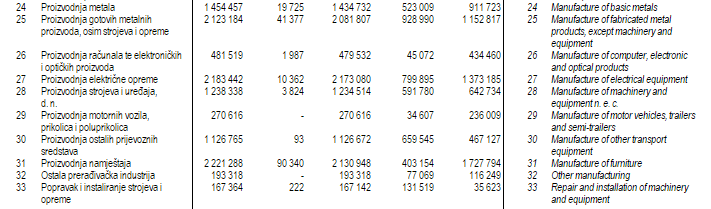 24 Proizvodnja metala 1 454 457 19 725 1 434 732 523 009 911 723 24 Manufacture of basic metals
25 Proizvodnja gotovih metalnih 2 123 184 41 377 2 081 807 928 990 1 152 817 25 Manufacture of fabricated metal
proizvoda, osim strojeva i opreme products, except machinery and
equipment
26 Proizvodnja računala te elektroničkih 481 519 1 987 479 532 45 072 434 460 26 Manufacture of computer, electronic
i optičkih proizvoda and optical products
27 Proizvodnja električne opreme 2 183 442 10 362 2 173 080 799 895 1 373 185 27 Manufacture of electrical equipment
28 Proizvodnja strojeva i uređaja, 1 238 338 3 824 1 234 514 591 780 642 734 28 Manufacture of machinery and
d. n. equipment n. e. c.
29 Proizvodnja motornih vozila, 270 616 - 270 616 34 607 236 009 29 Manufacture of motor vehicles, trailers
prikolica i poluprikolica and semi-trailers
30 Proizvodnja ostalih prijevoznih 1 126 765 93 1 126 672 659 545 467 127 30 Manufacture of other transport
sredstava equipment
31 Proizvodnja namještaja 2 221 288 90 340 2 130 948 403 154 1 727 794 31 Manufacture of furniture
32 Ostala prerađivačka industrija 193 318 - 193 318 77 069 116 249 32 Other manufacturing
33 Popravak i instaliranje strojeva i 167 364 222 167 142 131 519 35 623 33 Repair and installation of machinery
opreme and equipment